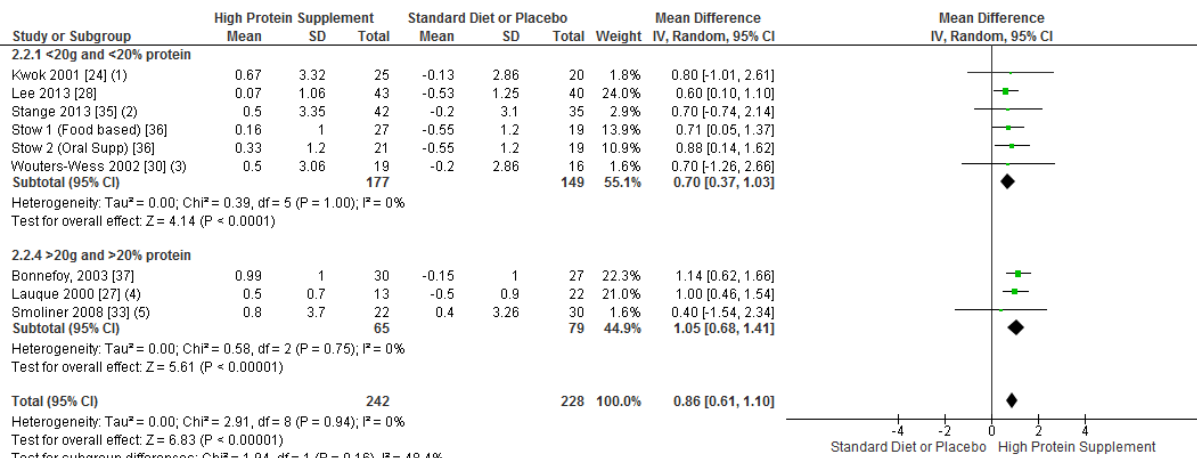 High Protein Supplement Standard Diet or Placebo Mean Difference Mean Difference
Study or Subgroup Mean SD Total Mean SD Total Weight IV, Random, 95% CI IV, Random, 95% CI
2.2.1 <20g and <20% protein
Kwok 2001 [24] (1) 0.67 3.32 25 -0.13 2.86 20 1.8% 0.80 [-1.01, 2.61]
Lee 2013 [28] 0.07 1.06 43 -0.53 1.25 40 24.0% 0.60 [0.10, 1.10]
Stange 2013 [35] (2) 0.5 3.35 42 -0.2 3.1 35 2.9% 0.70 [-0.74, 2.14]
Stow 1 (Food based) [36] 0.16 1 27 -0.55 1.2 19 13.9% 0.71 [0.05, 1.37]
Stow 2 (Oral Supp) [36] 0.33 1.2 21 -0.55 1.2 19 10.9% 0.88 [0.14, 1.62]
Wouters-Wess 2002 [30] (3) 0.5 3.06 19 -0.2 2.86 16 1.6% 0.70 [-1.26, 2.66]
Subtotal (95% CI) 177 149 55.1% 0.70 [0.37, 1.03]
Heterogeneity: Tau² = 0.00; Chi² = 0.39, df = 5 (P = 1.00); I² = 0%
Test for overall effect: Z = 4.14 (P < 0.0001)
2.2.4 >20g and >20% protein
Bonnefoy, 2003 [37] 0.99 1 30 -0.15 1 27 22.3% 1.14 [0.62, 1.66]
Lauque 2000 [27] (4) 0.5 0.7 13 -0.5 0.9 22 21.0% 1.00 [0.46, 1.54]
Smoliner 2008 [33] (5) 0.8 3.7 22 0.4 3.26 30 1.6% 0.40 [-1.54, 2.34]
Subtotal (95% CI) 65 79 44.9% 1.05 [0.68, 1.41]
Heterogeneity: Tau² = 0.00; Chi² = 0.58, df = 2 (P = 0.75); I² = 0%
Test for overall effect: Z = 5.61 (P < 0.00001)
Total (95% CI) 242 228 100.0% 0.86 [0.61, 1.10]
Heterogeneity: Tau² = 0.00; Chi² = 2.91, df = 8 (P = 0.94); I² = 0%
Test for overall effect: Z = 6.83 (P < 0.00001)
Test for subgroup differences: Chi² = 1.94, df = 1 (P = 0.16), I² = 48.4%
-4 -2 0 2 4
Standard Diet or Placebo High Protein Supplement